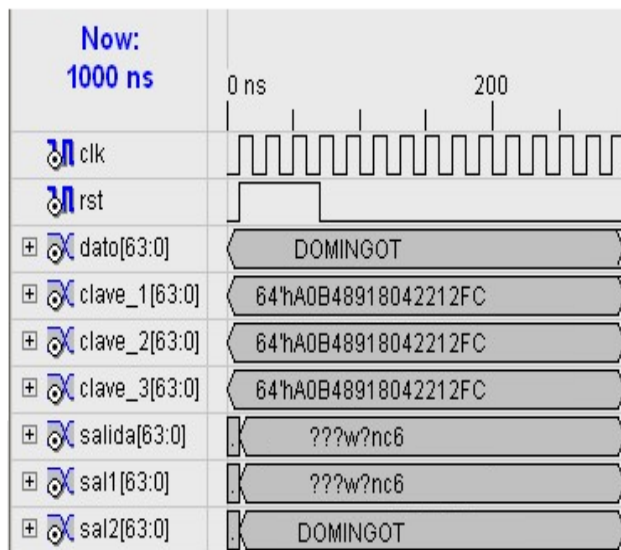 Now:
1000 ns
0 ns 200
clk
rst
dato[63:0] DOMINGOT
clave_1[63:0] 64'hA0B48918042212FC
clave_2[63:0] 64'hA0B48918042212FC
clave_3[63:0] 64'hA0B48918042212FC
salida[63:0] . ???w?nc6
sal1[63:0] . ???w?nc6
sal2[63:0] . DOMINGOT